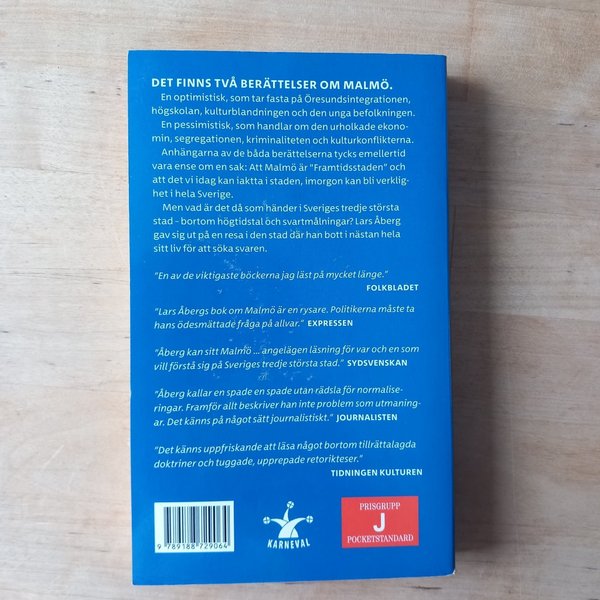 DET FINNS TVÅ BERÄTTELSER OM MALMÖ.
En optimistisk, som tar fasta på Öresundsintegrationen,
högskolan, kulturblandningen och den unga befolkningen.
En pessimistisk, som handlar om den urholkade ekono-
min, segregationen, kriminaliteten och kulturkonflikterna.
Anhängarna av de båda berättelserna tycks emellertid
vara ense om en sak: Att Malmö är "Framtidsstaden" och
att det vi idag kan iaktta i staden, imorgon kan bli verklig-
het i hela Sverige.
Men vad är det då som händer i Sveriges tredje största
stad - bortom högtidstal och svartmålningar? Lars Åberg
gav sig ut på en resa i den stad där han bott i nästan hela
sitt liv för att söka svaren.
"En av de viktigaste böckerna jag läst på mycket länge."
FOLKBLADET
"Lars Åbergs bok om Malmö är en rysare. Politikerna måste ta
hans ödesmättade fråga på allvar." EXPRESSEN
"Åberg kan sitt Malmö ... angelägen läsning för var och en som
vill förstå sig på Sveriges tredje största stad." SYDSVENSKAN
"Åberg kallar en spade en spade utan rädsla för normalise-
ringar. Framför allt beskriver han inte problem som utmaning-
ar. Det känns på något sätt journalistiskt." JOURNALISTEN
"Det känns uppfriskande att läsa något bortom tillrättalagda
doktriner och tuggade, upprepade retorikteser."
TIDNINGEN KULTUREN
9 789188 729064
KARNEVAL
PRISGRUPP
J
POCKETSTANDARD